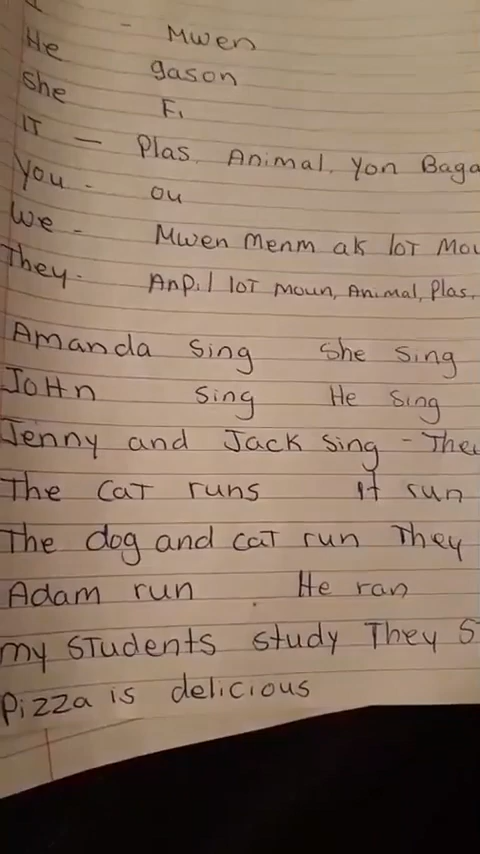 I - Mwen
He gason
She Fi
IT - Plas, Animal, Yon Baga
You - ou
We - Mwen Menm ak lot Mou
They - Anpil lot moun, Animal, Plas,
Amanda sing She sing
JoHn sing He sing
Jenny and Jack sing - The
The cat runs It run
The dog and cat run They
Adam run He ran
my students study They S
Pizza is delicious